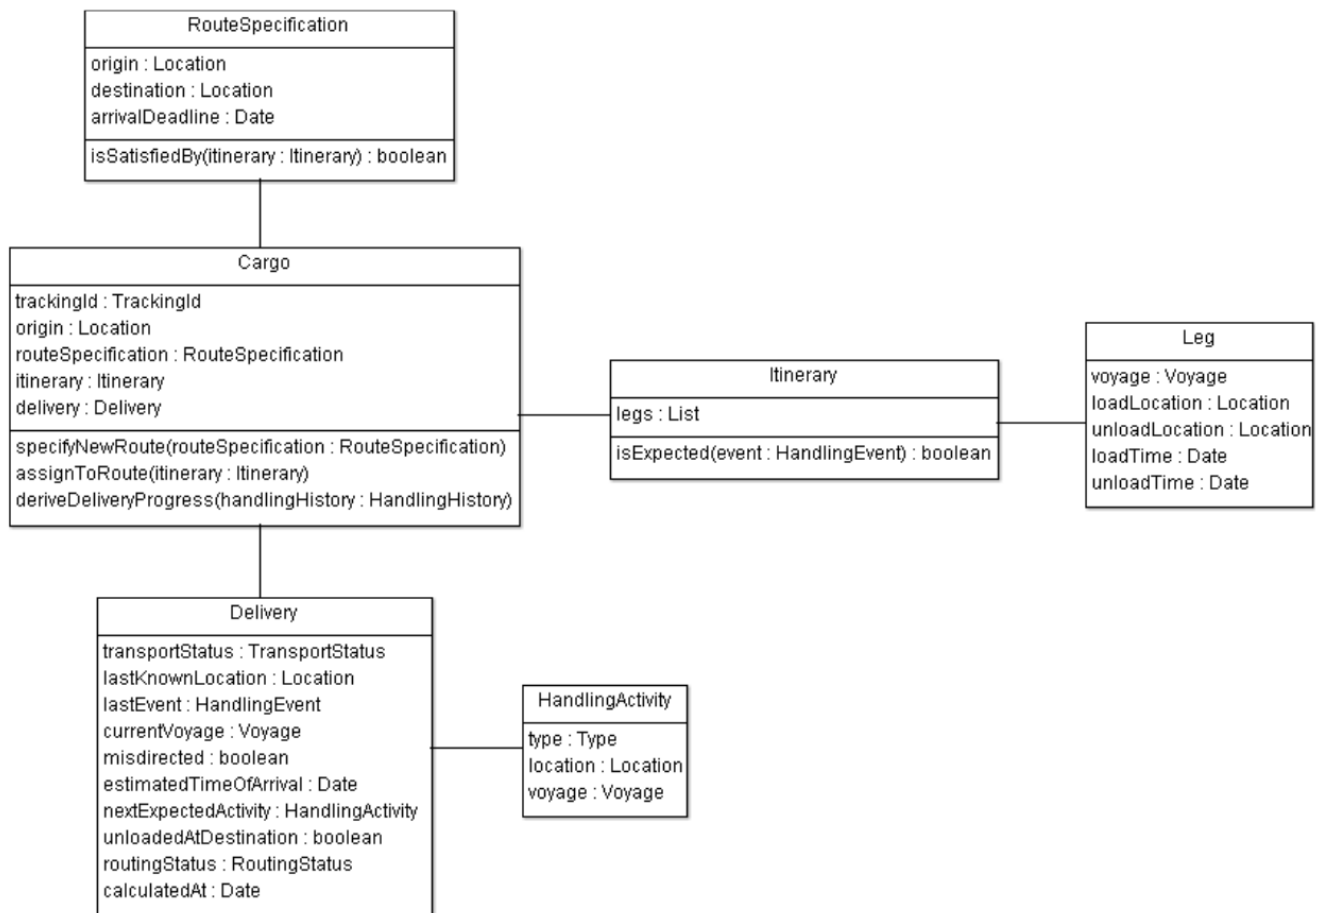 RouteSpecification
origin : Location
destination : Location
arrivalDeadline : Date
isSatisfiedBy(itinerary : Itinerary) : boolean
Cargo
trackingId : TrackingId
origin : Location
routeSpecification : RouteSpecification
itinerary : Itinerary
delivery : Delivery
specifyNewRoute(routeSpecification : RouteSpecification)
assignToRoute(itinerary : Itinerary)
deriveDeliveryProgress(handlingHistory : HandlingHistory)
Itinerary
legs : List
isExpected(event : HandlingEvent) : boolean
Leg
voyage : Voyage
loadLocation : Location
unloadLocation : Location
loadTime : Date
unloadTime : Date
Delivery
transportStatus : TransportStatus
lastKnownLocation : Location
lastEvent : HandlingEvent
currentVoyage : Voyage
misdirected : boolean
estimatedTimeOfArrival : Date
nextExpectedActivity : HandlingActivity
unloadedAtDestination : boolean
routingStatus : RoutingStatus
calculatedAt : Date
HandlingActivity
type : Type
location : Location
voyage : Voyage